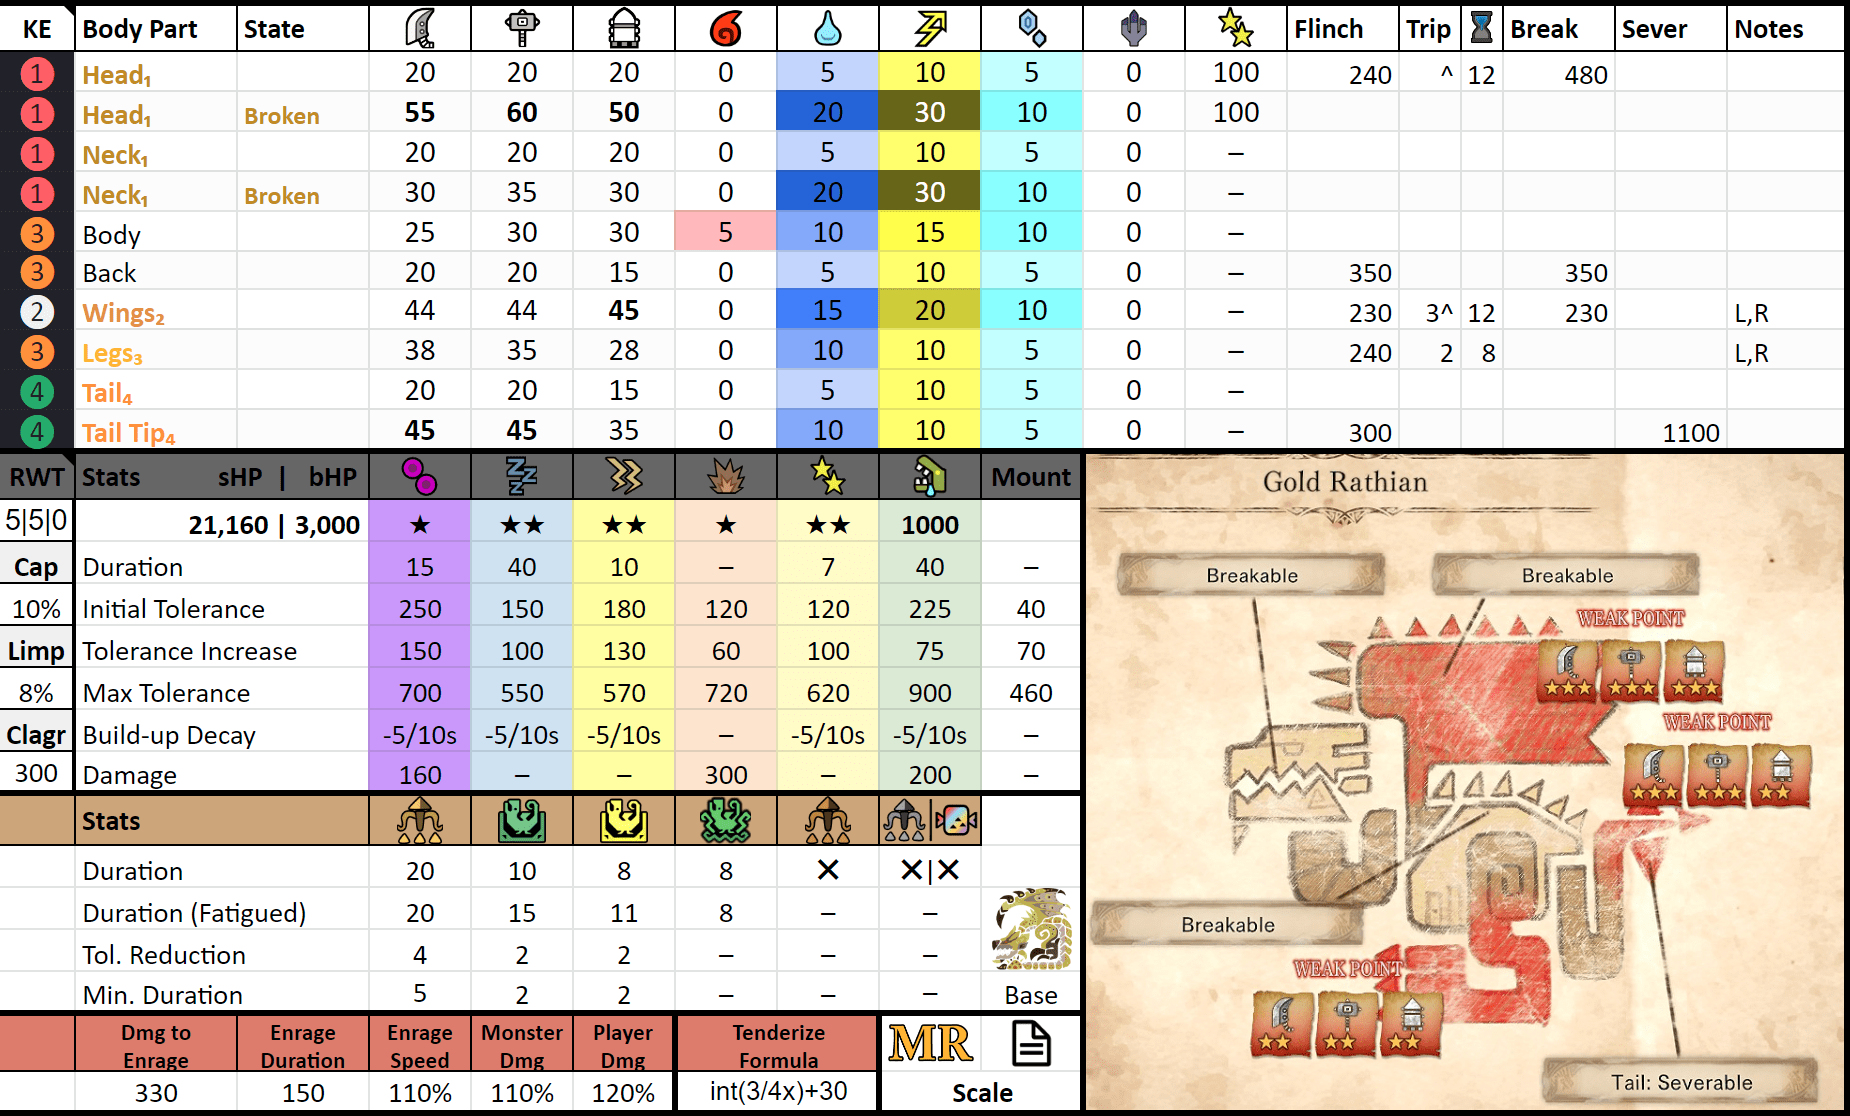 KE Body Part State Flinch Trip Break Sever Notes
1 Head₁ 20 20 20 0 5 10 5 0 100 240 ^ 12 480
1 Head₁ Broken 55 60 50 0 20 30 10 0 100
1 Neck₁ 20 20 20 0 5 10 5 0 –
1 Neck₁ Broken 30 35 30 0 20 30 10 0 –
3 Body 25 30 30 5 10 15 10 0 –
3 Back 20 20 15 0 5 10 5 0 – 350 350
2 Wings₂ 44 44 45 0 15 20 10 0 – 230 3^ 12 230 L,R
3 Legs₃ 38 35 28 0 10 10 5 0 – 240 2 8 L,R
4 Tail₄ 20 20 15 0 5 10 5 0 –
4 Tail Tip₄ 45 45 35 0 10 10 5 0 – 300 1100
RWT Stats sHP | bHP Mount
5|5|0 21,160 | 3,000 ★ ★★ ★★ ★ ★★ 1000
Cap Duration 15 40 10 – 7 40 –
10% Initial Tolerance 250 150 180 120 120 225 40
Limp Tolerance Increase 150 100 130 60 100 75 70
8% Max Tolerance 700 550 570 720 620 900 460
Clagr Build-up Decay -5/10s -5/10s -5/10s – -5/10s -5/10s –
300 Damage 160 – – 300 – 200 –
Stats
Duration 20 10 8 8 ✕ ✕|✕
Duration (Fatigued) 20 15 11 8 – –
Tol. Reduction 4 2 2 – – –
Min. Duration 5 2 2 – – – Base
Dmg to Enrage Enrage Monster Player Tenderize MR
Enrage Duration Speed Dmg Dmg Formula
330 150 110% 110% 120% int(3/4x)+30 Scale
Gold Rathian
Breakable Breakable
WEAK POINT
WEAK POINT
Breakable
WEAK POINT
Tail: Severable